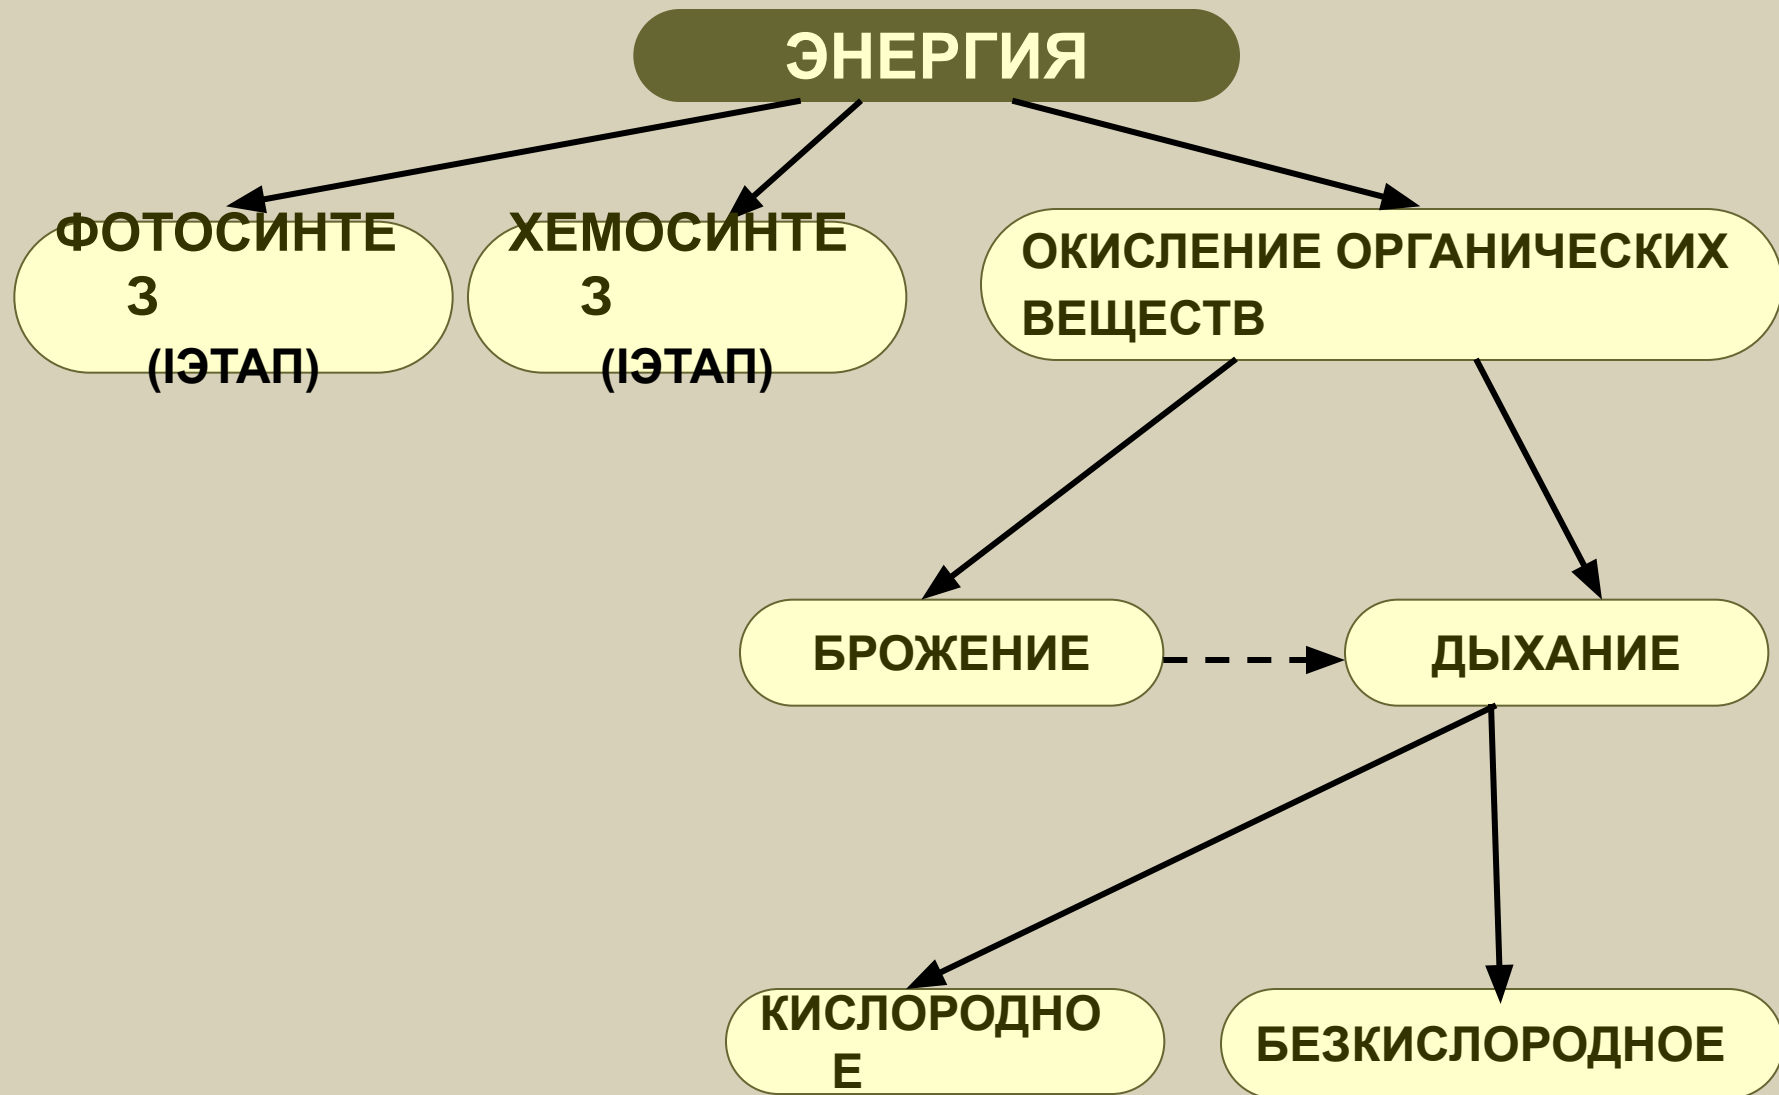 ЭНЕРГИЯ
ФОТОСИНТЕ
З
(IЭТАП)
ХЕМОСИНТЕ
З
(IЭТАП)
ОКИСЛЕНИЕ ОРГАНИЧЕСКИХ
ВЕЩЕСТВ
БРОЖЕНИЕ
ДЫХАНИЕ
КИСЛОРОДНО
Е
БЕЗКИСЛОРОДНОЕ